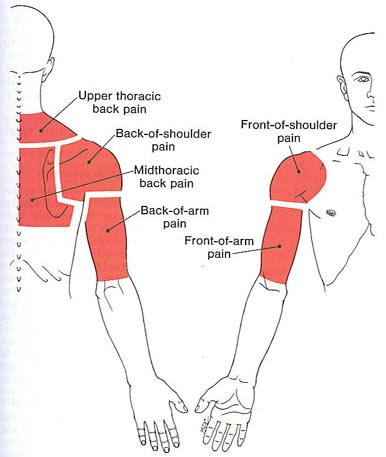 Upper thoracic
back pain
Back-of-shoulder
pain
Midthoracic
back pain
Back-of-arm
pain
Front-of-shoulder
pain
Front-of-arm
pain